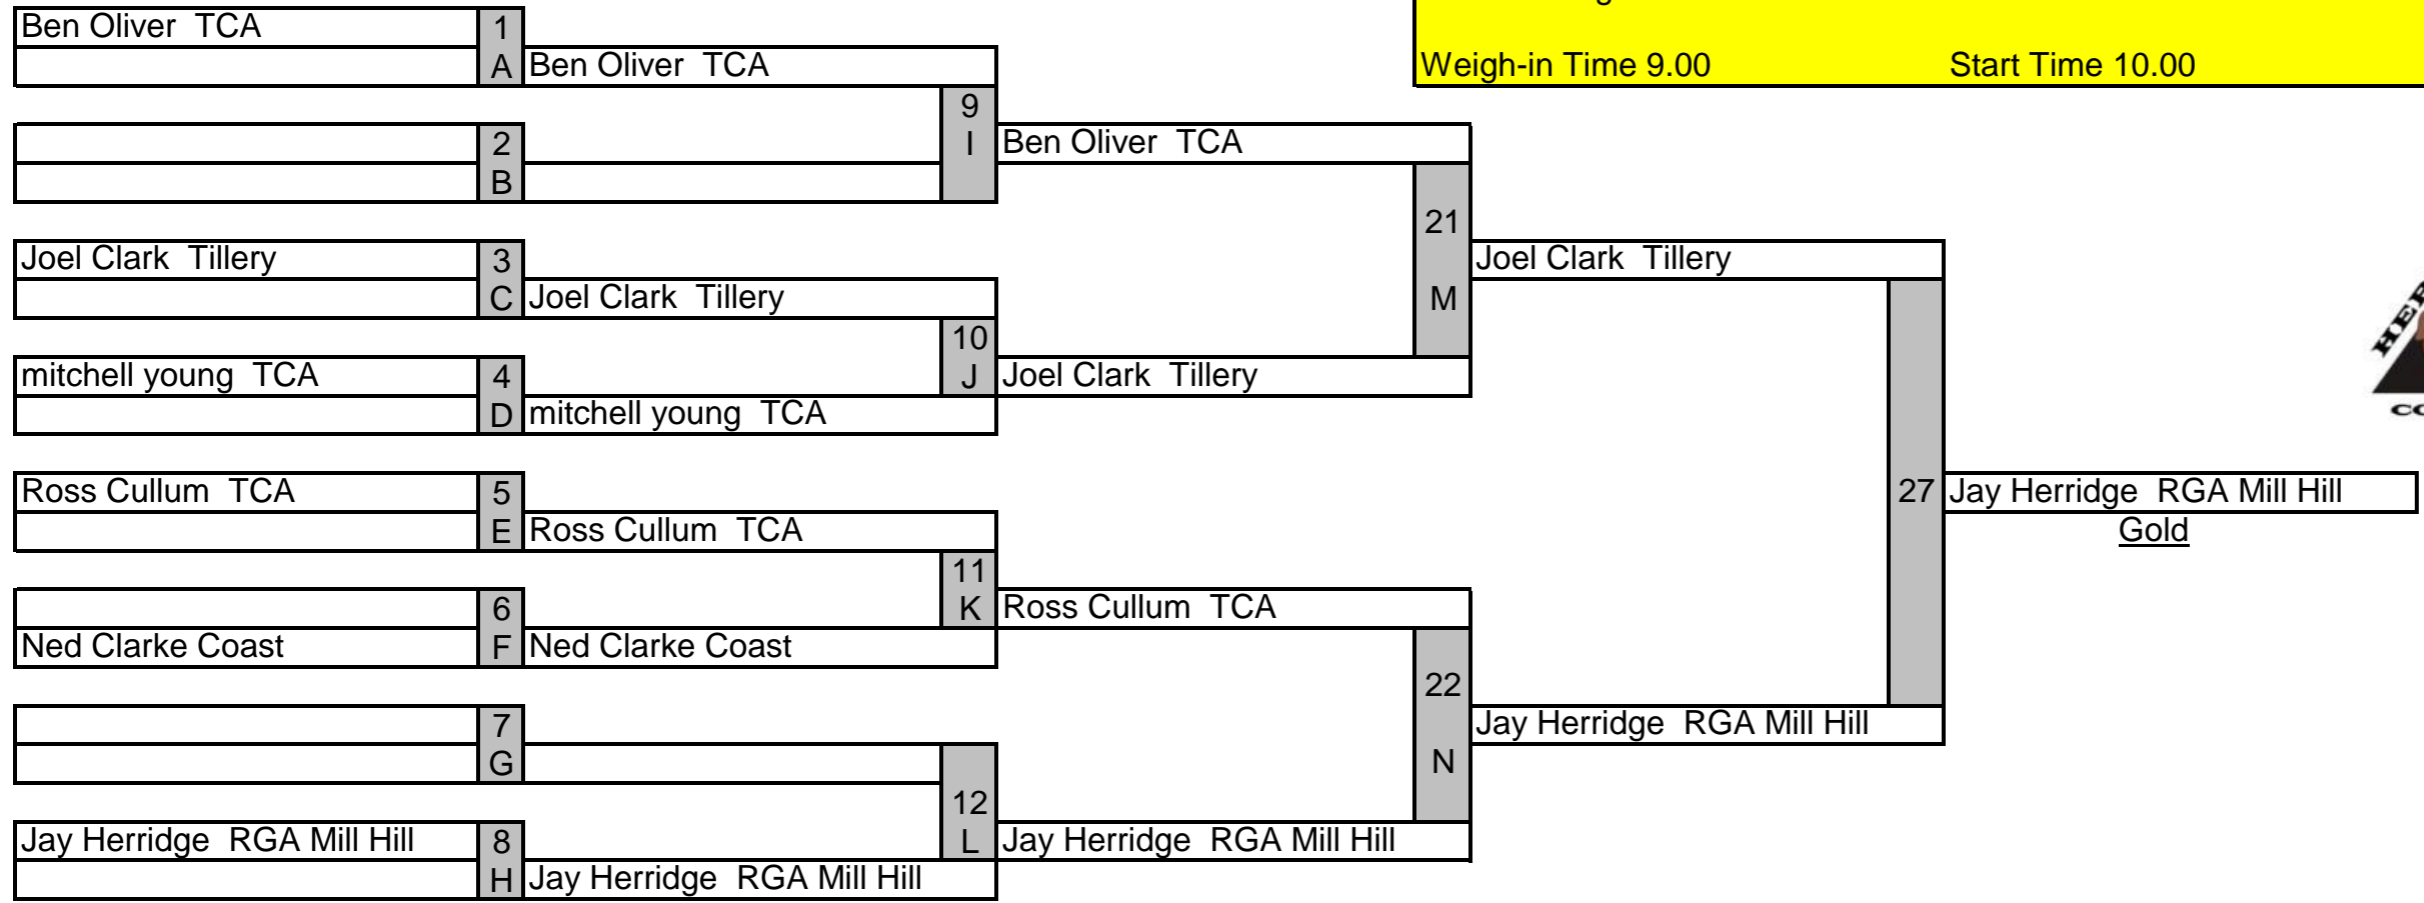 Ben Oliver  TCA 1
A Ben Oliver  TCA
Weigh-in Time 9.00 Start Time 10.00
9
2 I Ben Oliver  TCA
B
21
Joel Clark  Tillery 3 Joel Clark  Tillery
C Joel Clark  Tillery M
10
mitchell young  TCA 4 J Joel Clark  Tillery
D mitchell young  TCA
Ross Cullum  TCA 5 27 Jay Herridge  RGA Mill Hill
E Ross Cullum  TCA Gold
11
6 K Ross Cullum  TCA
Ned Clarke Coast F Ned Clarke Coast
22
7 Jay Herridge  RGA Mill Hill
G N
12
Jay Herridge  RGA Mill Hill 8 L Jay Herridge  RGA Mill Hill
H Jay Herridge  RGA Mill Hill